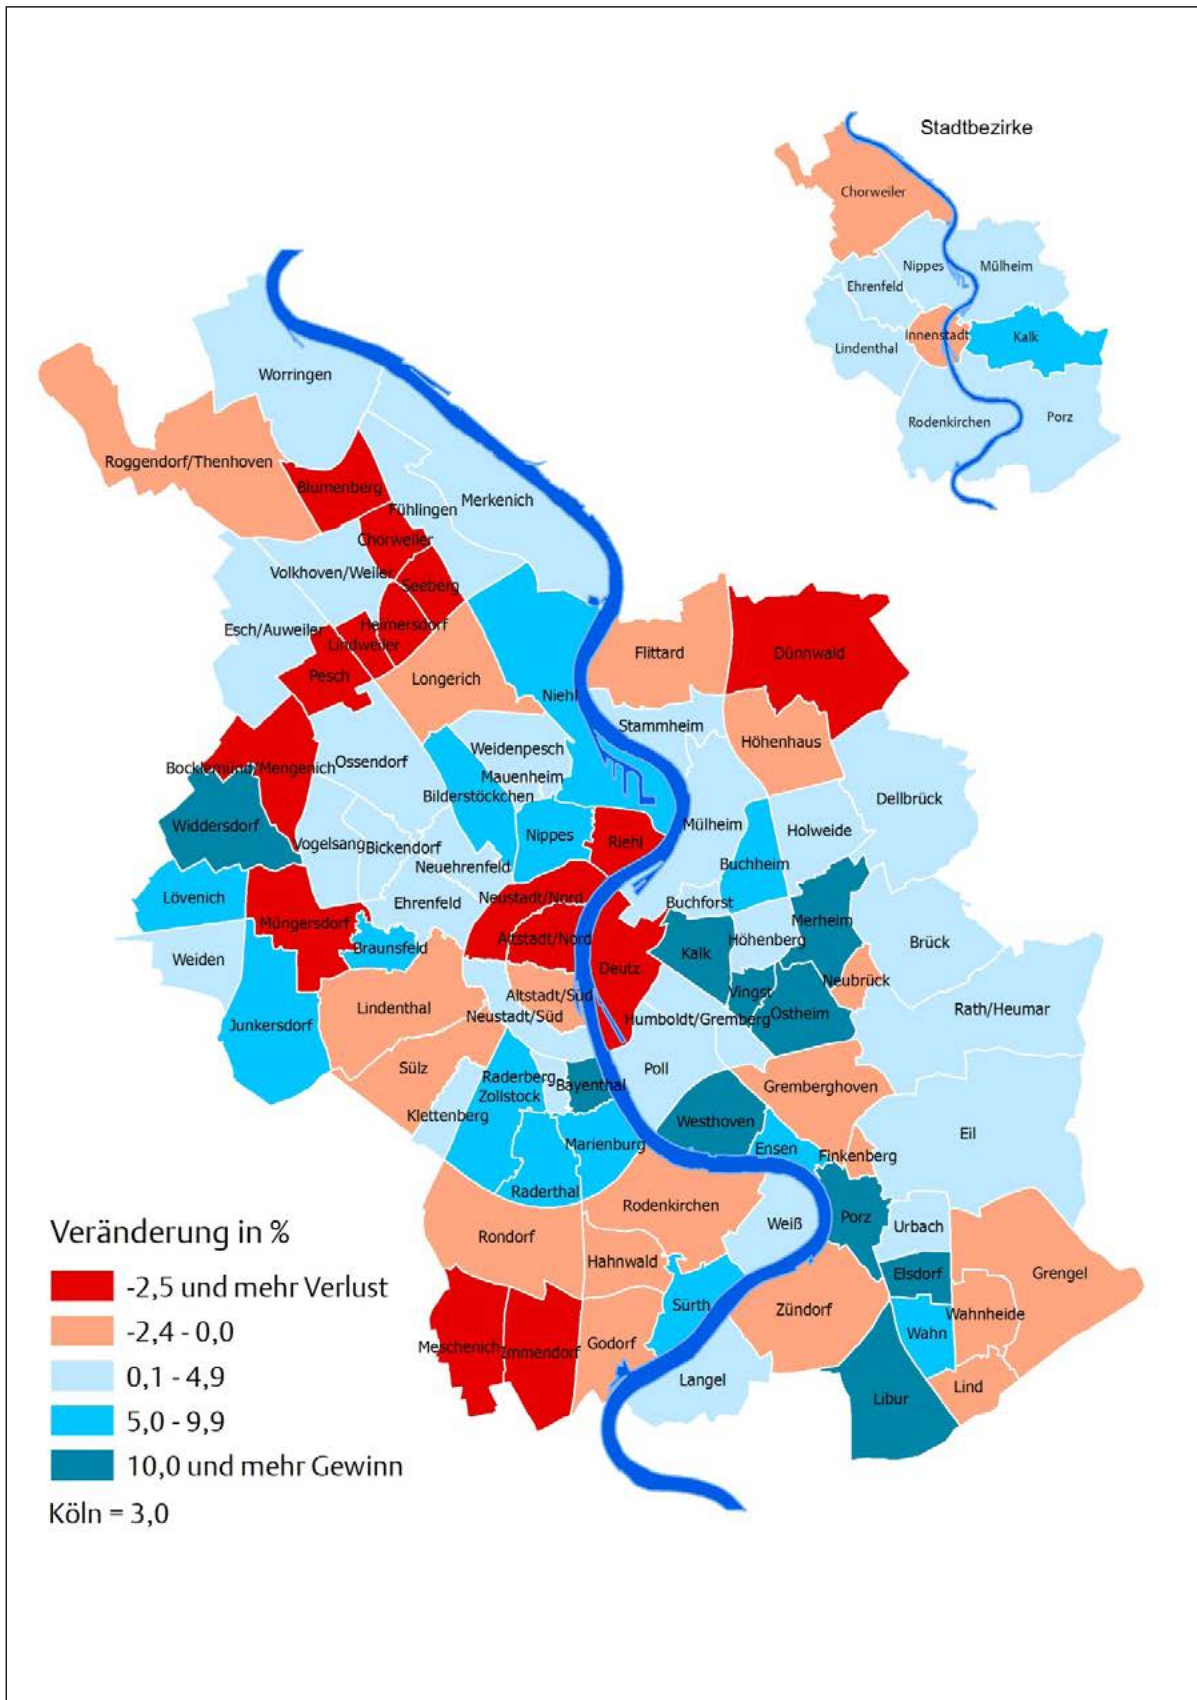 Stadtbezirke
Chorweiler
Nippes
Mülheim
Ehrenfeld
Innenstadt
Kalk
Lindenthal
Rodenkirchen
Porz
Worringen
Roggendorf/Thenhoven
Blumenberg
Merkenich
Fühlingen
Chorweiler
Volkhoven/Weiler
Seeberg
Heimersdorf
Esch/Auweiler
Lindweiler
Pesch
Longerich
Flittard
Dünnwald
Niehl
Stammheim
Höhenhaus
Weidenpesch
Ossendorf
Bocklemünd/Mengenich
Mauenheim
Bilderstöckchen
Dellbrück
Widdersdorf
Mülheim
Holweide
Nippes
Riehl
Vogelsang
Bickendorf
Buchheim
Neuehrenfeld
Lövenich
Neustadt/Nord
Ehrenfeld
Buchforst
Müngersdorf
Merheim
Altstadt/Nord
Höhenberg
Brück
Braunsfeld
Kalk
Weiden
Deutz
Neubrück
Vingst
Altstadt/Süd
Lindenthal
Rath/Heumar
Neustadt/Süd
Humboldt/Gremberg
Ostheim
Junkersdorf
Sülz
Poll
Raderberg
Bayenthal
Gremberghoven
Zollstock
Klettenberg
Westhoven
Eil
Marienburg
Ensen
Finkenberg
Raderthal
Rodenkirchen
Porz
Weiß
Urbach
Rondorf
Hahnwald
Elsdorf
Grengel
Sürth
Zündorf
Wahnheide
Wahn
Meschenich
Immendorf
Godorf
Langel
Lind
Libur
Veränderung in %
-2,5 und mehr Verlust
-2,4 - 0,0
0,1 - 4,9
5,0 - 9,9
10,0 und mehr Gewinn
Köln = 3,0